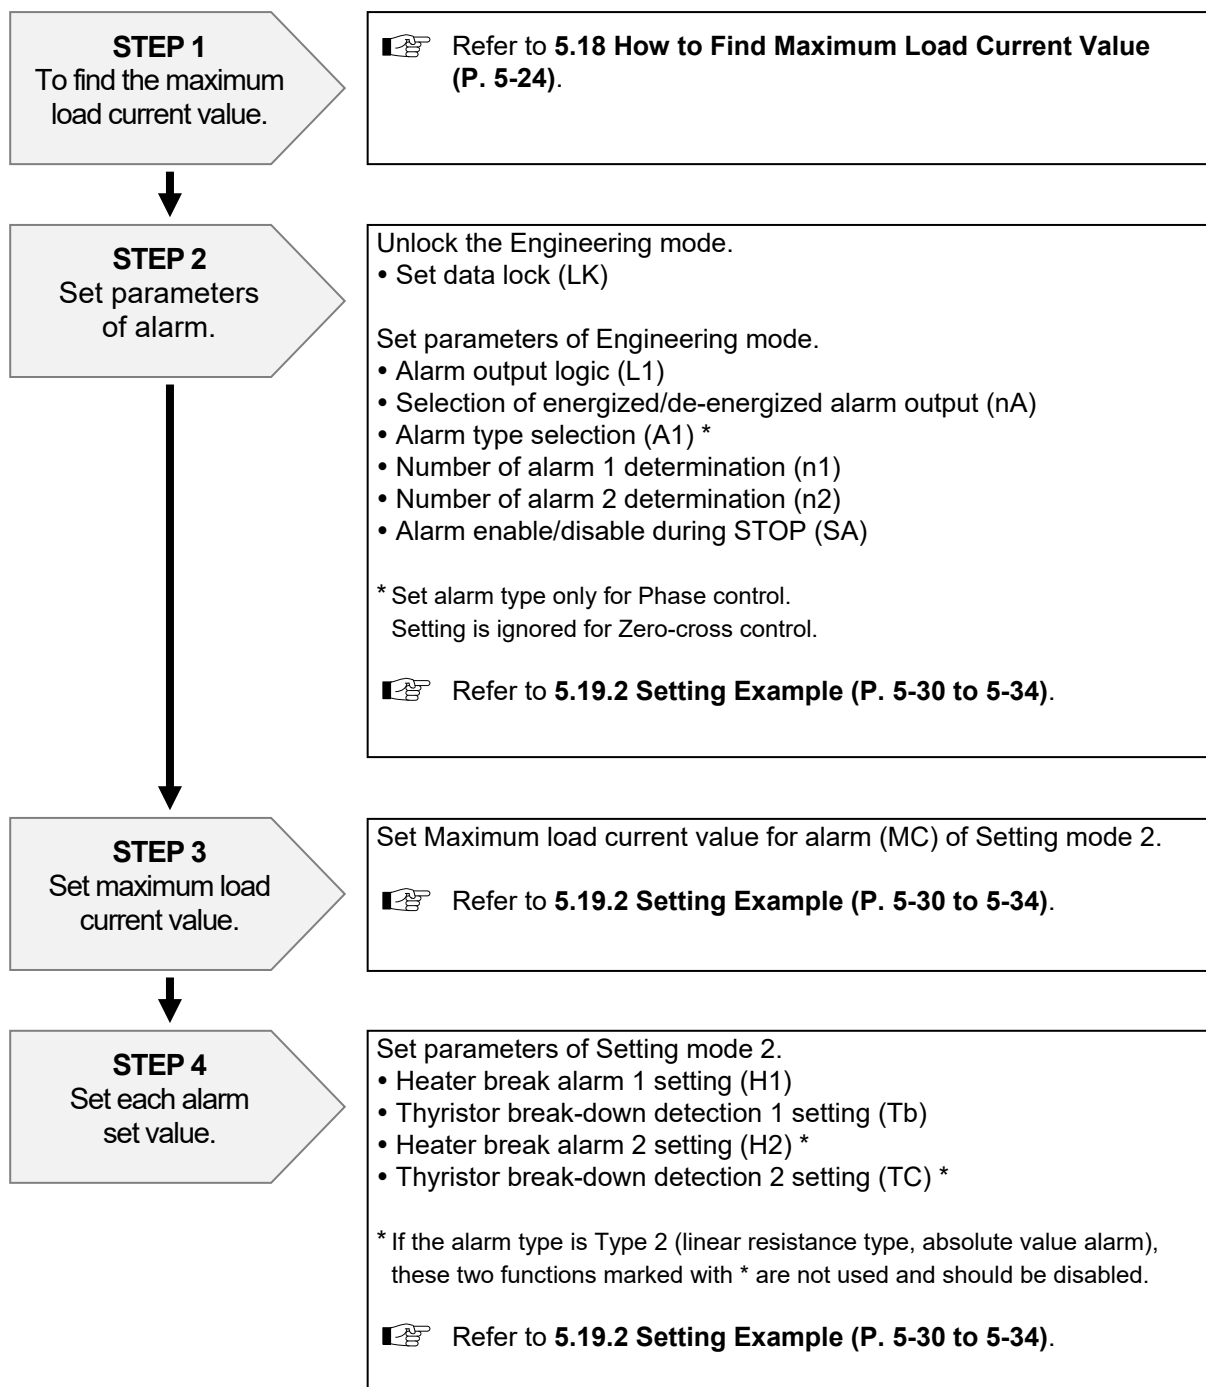 STEP 1
To find the maximum
load current value.
Refer to 5.18 How to Find Maximum Load Current Value
(P. 5-24).
STEP 2
Set parameters
of alarm.
Unlock the Engineering mode.
• Set data lock (LK)
Set parameters of Engineering mode.
• Alarm output logic (L1)
• Selection of energized/de-energized alarm output (nA)
• Alarm type selection (A1) *
• Number of alarm 1 determination (n1)
• Number of alarm 2 determination (n2)
• Alarm enable/disable during STOP (SA)
* Set alarm type only for Phase control.
Setting is ignored for Zero-cross control.
Refer to 5.19.2 Setting Example (P. 5-30 to 5-34).
STEP 3
Set maximum load
current value.
Set Maximum load current value for alarm (MC) of Setting mode 2.
Refer to 5.19.2 Setting Example (P. 5-30 to 5-34).
STEP 4
Set each alarm
set value.
Set parameters of Setting mode 2.
• Heater break alarm 1 setting (H1)
• Thyristor break-down detection 1 setting (Tb)
• Heater break alarm 2 setting (H2) *
• Thyristor break-down detection 2 setting (TC) *
* If the alarm type is Type 2 (linear resistance type, absolute value alarm),
these two functions marked with * are not used and should be disabled.
Refer to 5.19.2 Setting Example (P. 5-30 to 5-34).